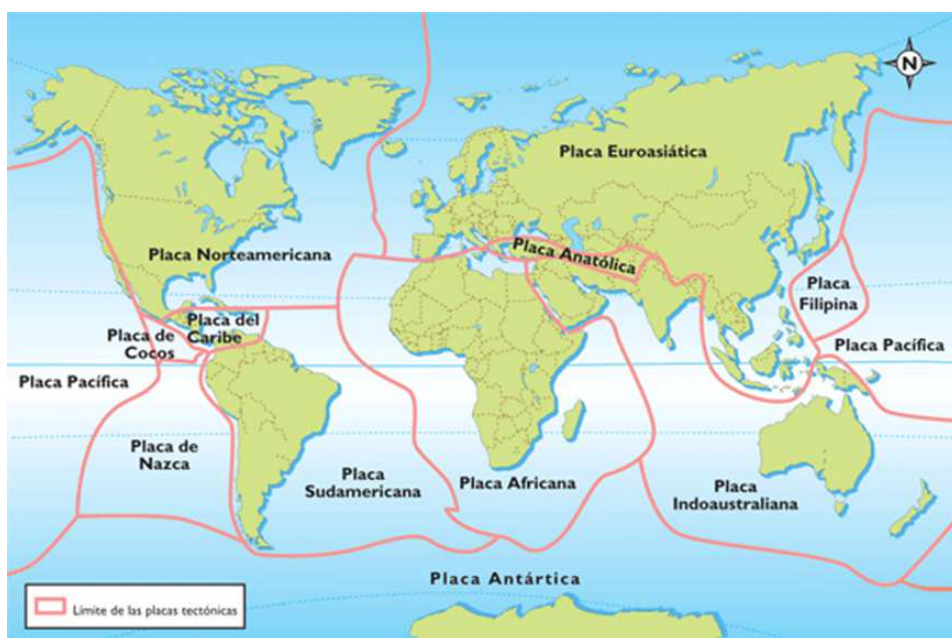 N
Placa Euroasiática
Placa Norteamericana
Placa Anatólica
Placa
Filipina
Placa de
Cocos
Placa del
Caribe
Placa Pacífica
Placa Pacífica
Placa de
Nazca
Placa
Sudamericana
Placa Africana
Placa
Indoaustraliana
Placa Antártica
Límite de las placas tectónicas